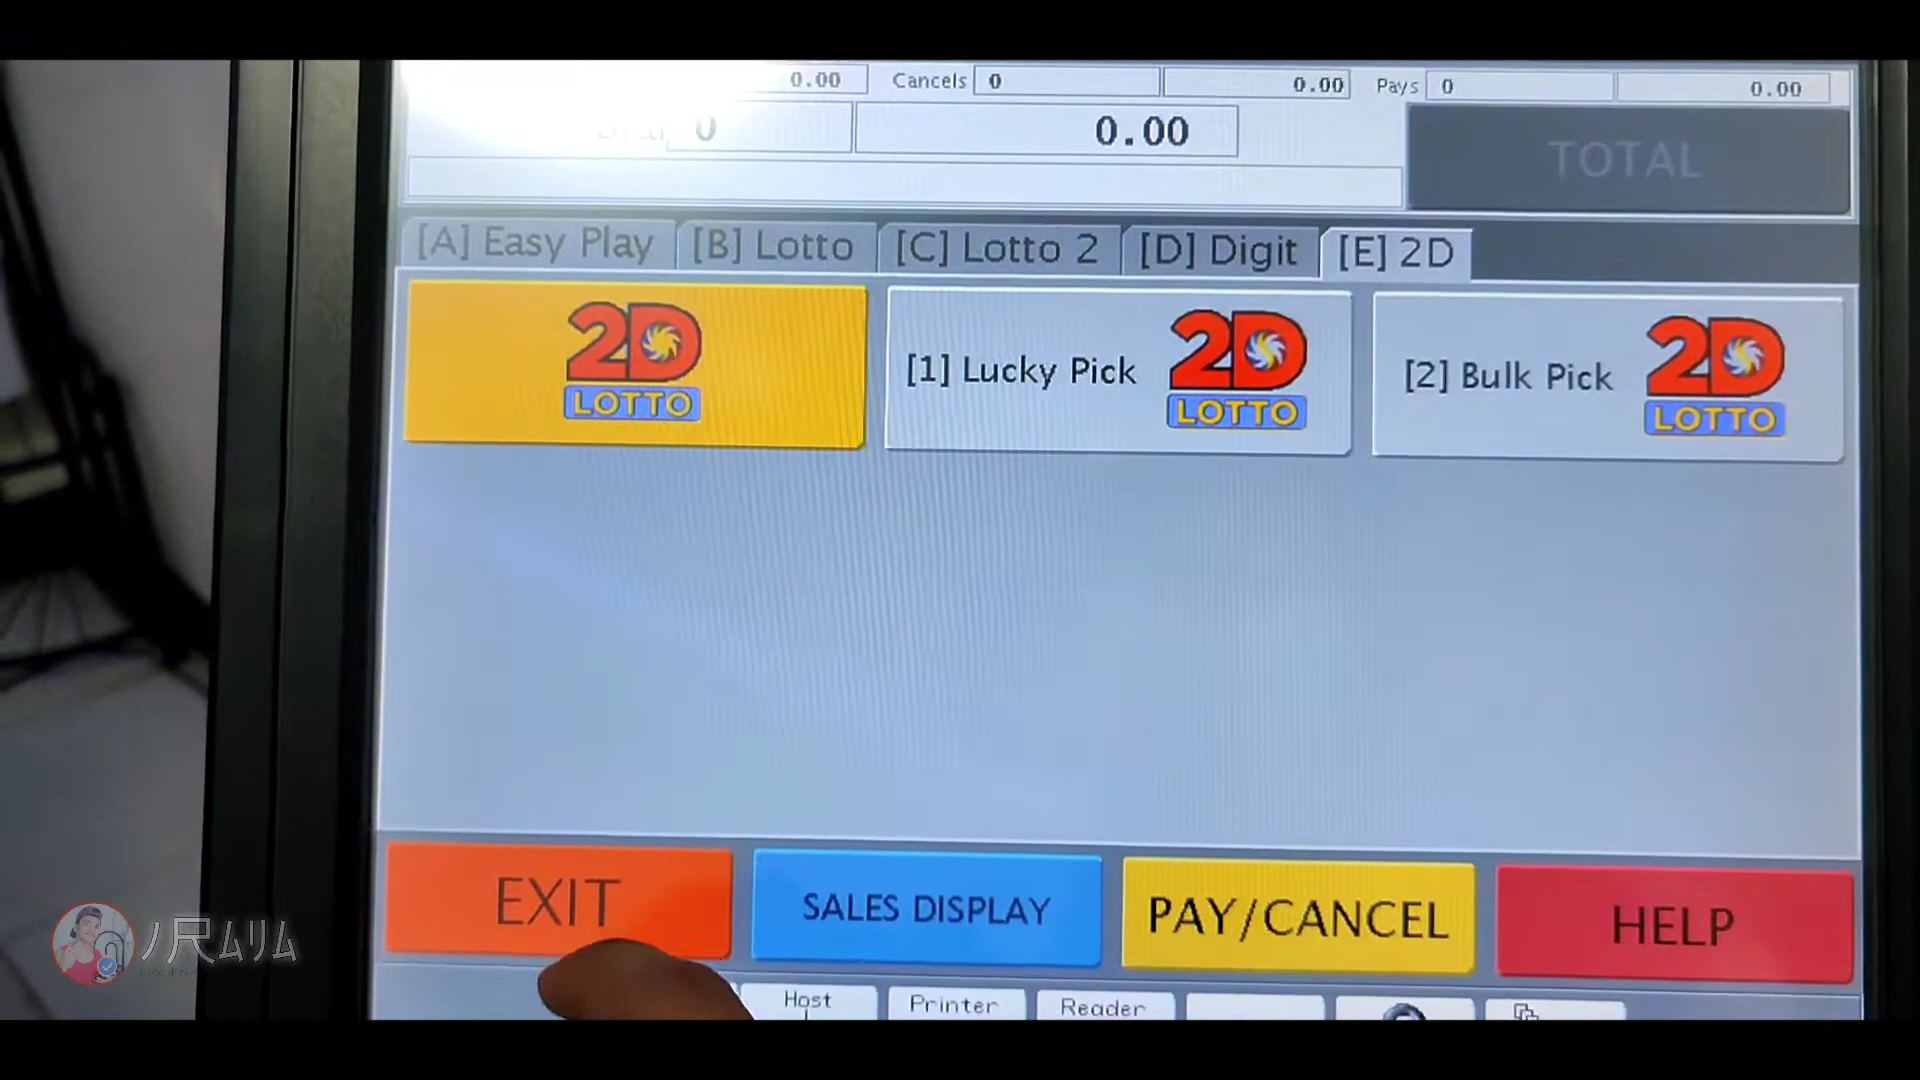 0.00 Cancels 0 0.00 Pays 0 0.00
0 0.00
TOTAL
[A] Easy Play [B] Lotto [C] Lotto 2 [D] Digit [E] 2D
2D
LOTTO
[1] Lucky Pick
2D
LOTTO
[2] Bulk Pick
2D
LOTTO
EXIT SALES DISPLAY PAY/CANCEL HELP
Host Printer Reader